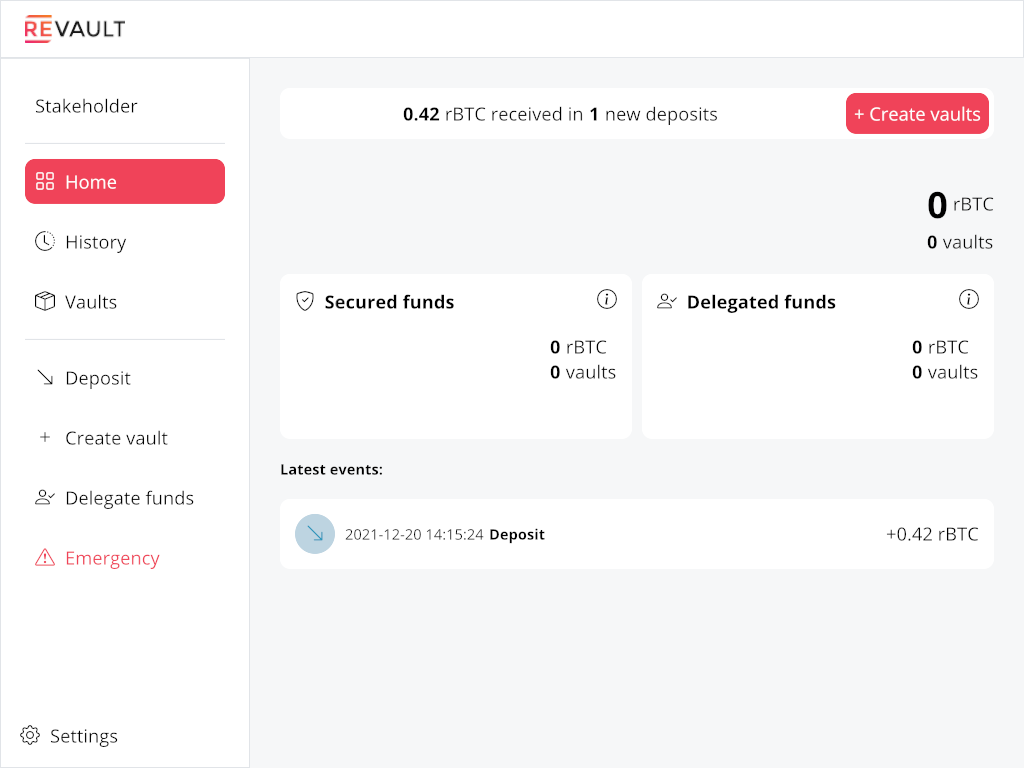 REVAULT
Stakeholder
Home
History
Vaults
Deposit
Create vault
Delegate funds
Emergency
Settings
0.42 rBTC received in 1 new deposits
+ Create vaults
0 rBTC
0 vaults
Secured funds
0 rBTC
0 vaults
Delegated funds
0 rBTC
0 vaults
Latest events:
2021-12-20 14:15:24 Deposit +0.42 rBTC